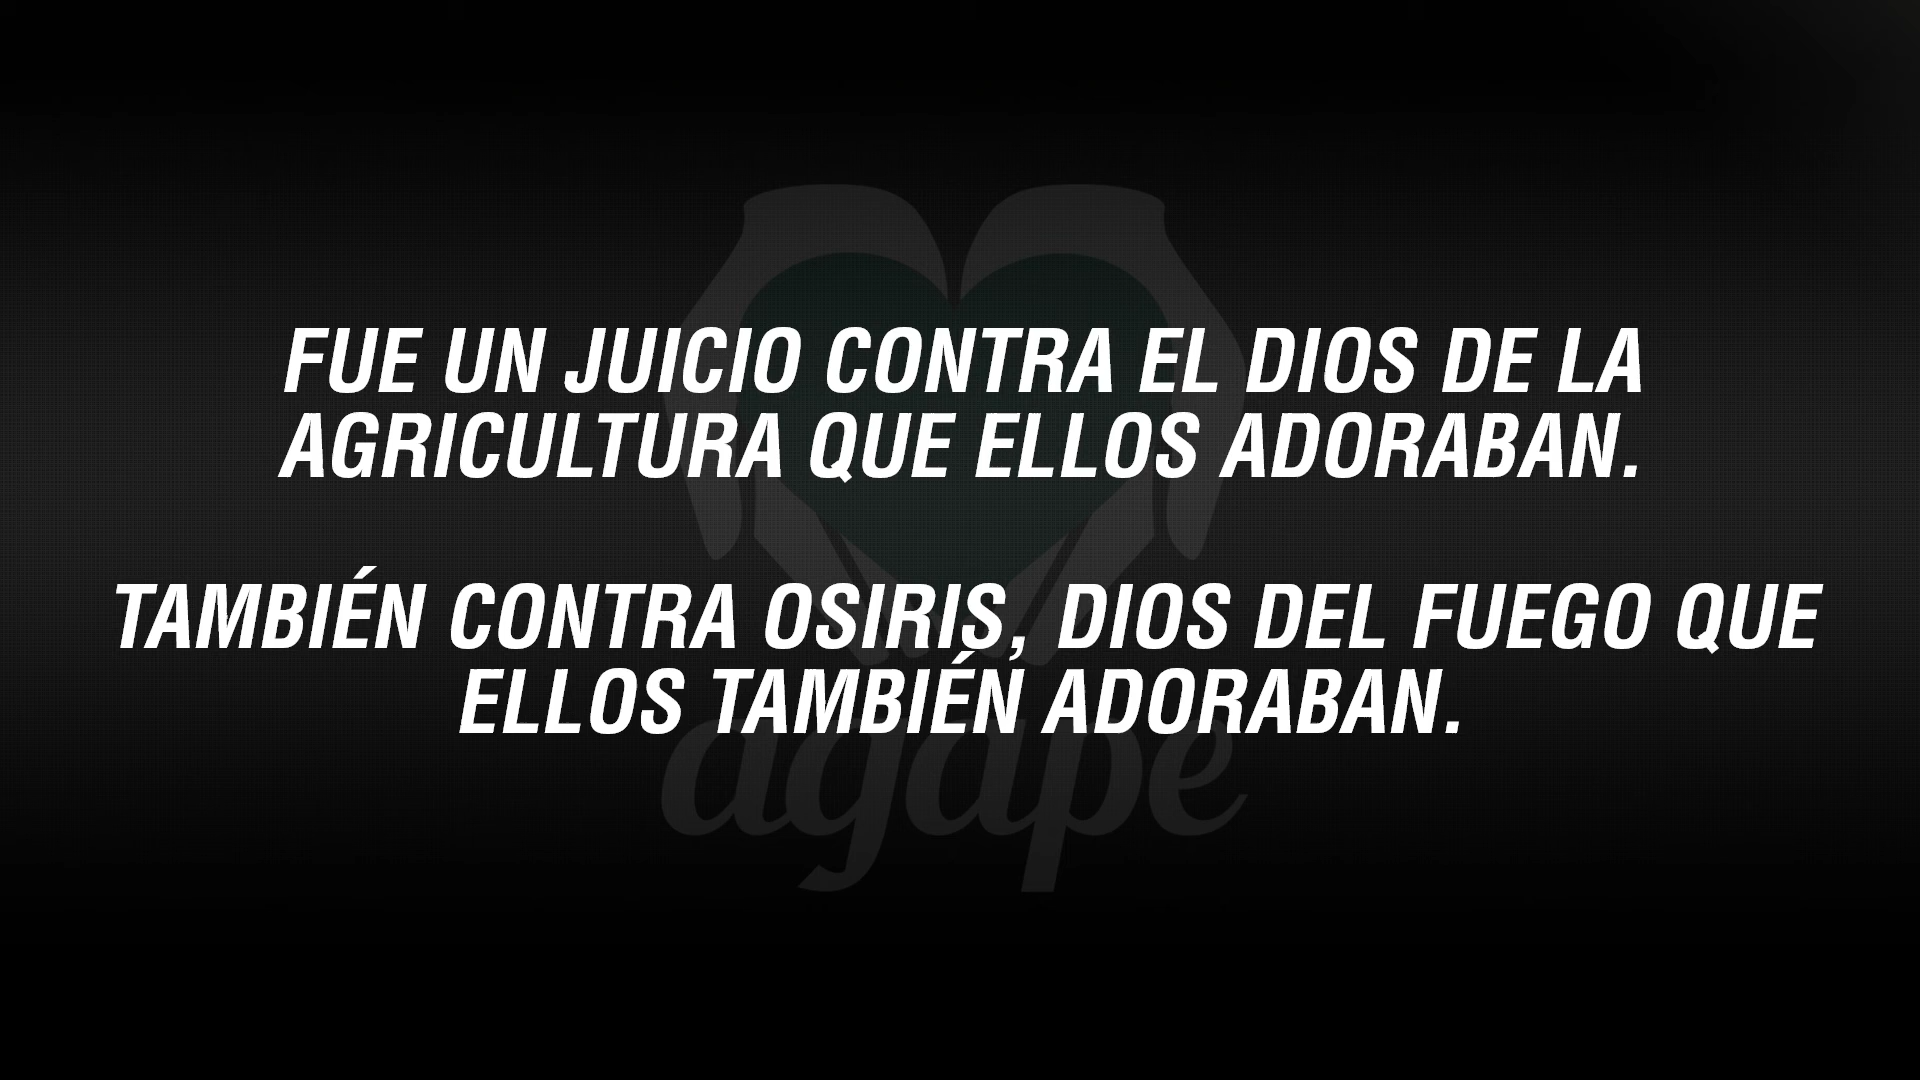 FUE UN JUICIO CONTRA EL DIOS DE LA
AGRICULTURA QUE ELLOS ADORABAN.
TAMBIÉN CONTRA OSIRIS, DIOS DEL FUEGO QUE
ELLOS TAMBIÉN ADORABAN.
agape